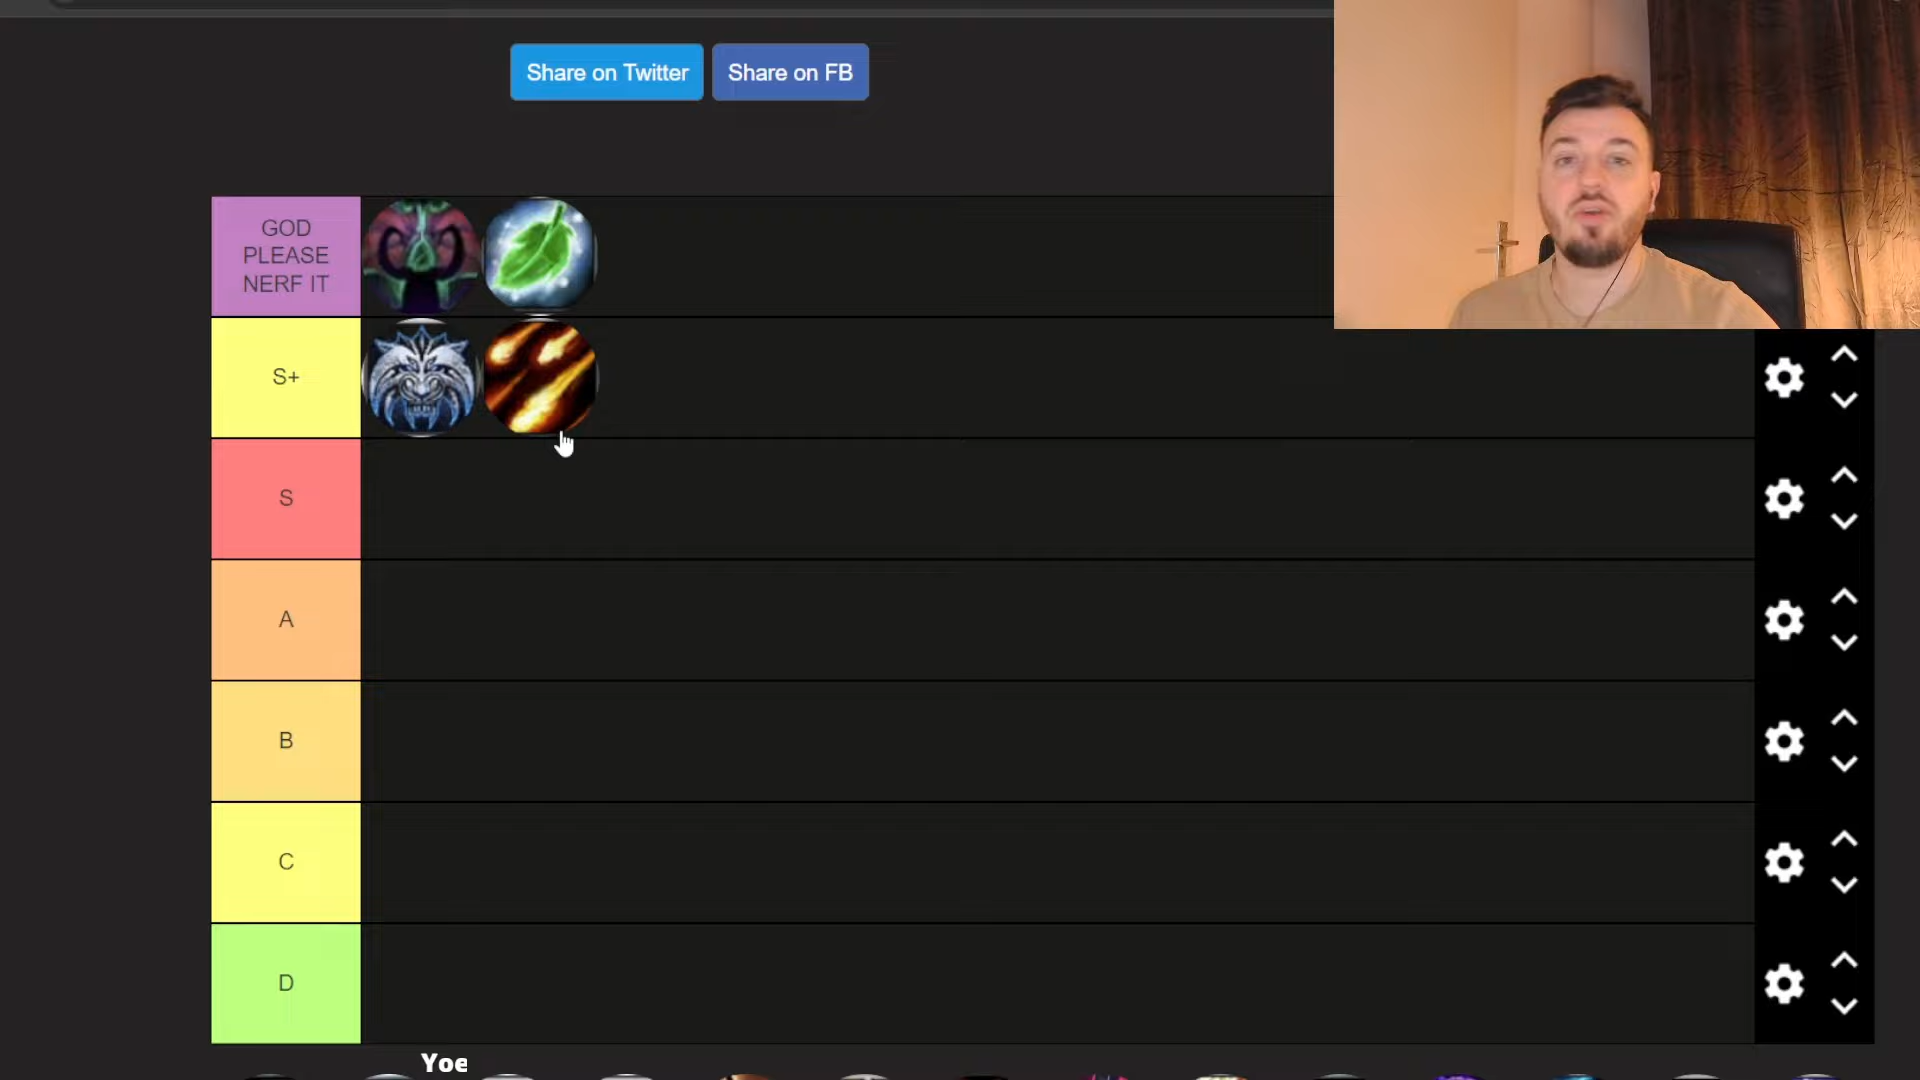 Share on Twitter
Share on FB
GOD
PLEASE
NERF IT
S+
S
A
B
C
D
Yoe